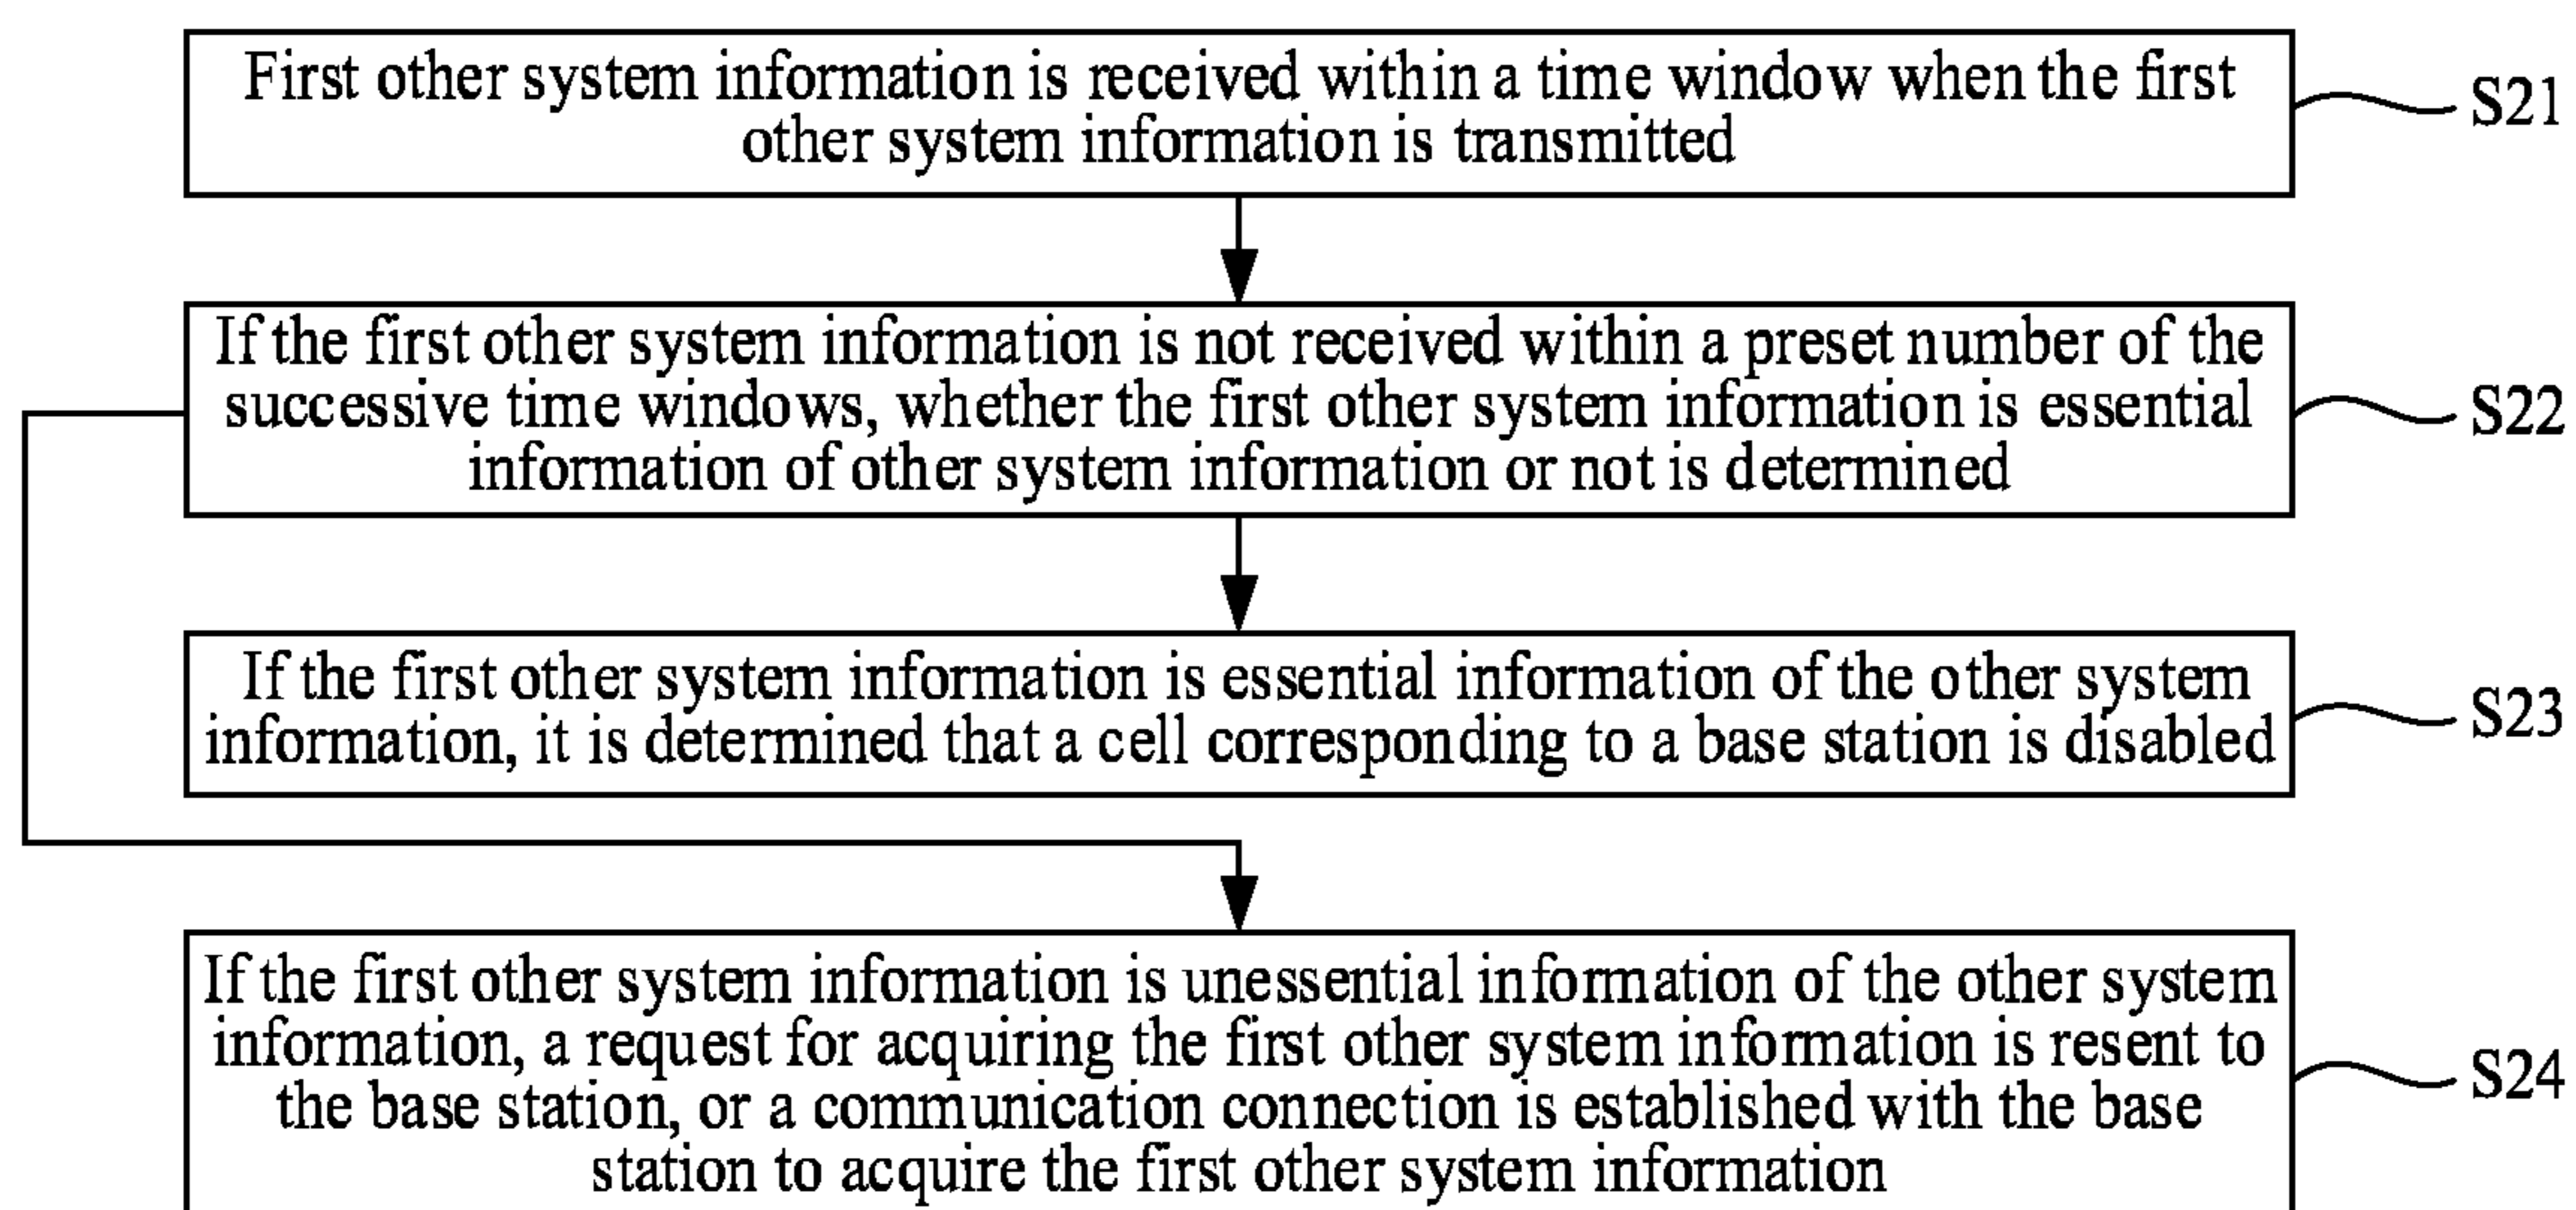 First other system information is received within a time window when the first
other system information is transmitted
S21
If the first other system information is not received within a preset number of the
successive time windows, whether the first other system information is essential
information of other system information or not is determined
S22
If the first other system information is essential information of the other system
information, it is determined that a cell corresponding to a base station is disabled
S23
If the first other system information is unessential information of the other system
information, a request for acquiring the first other system information is resent to
the base station, or a communication connection is established with the base
station to acquire the first other system information
S24